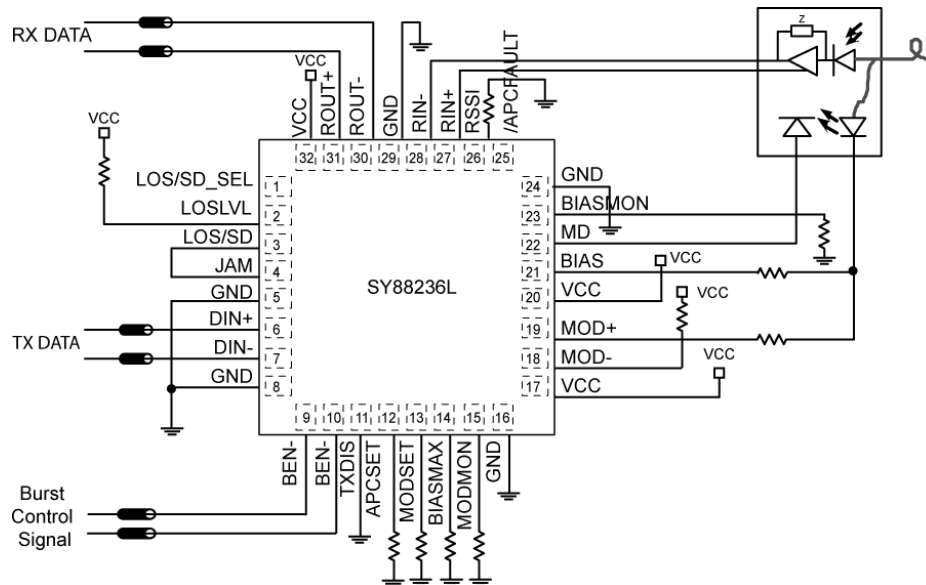 RX DATA
VCC
VCC
ROUT+
ROUT-
GND
RIN-
RIN+
RSSI
/APCFAULT
z
32 31 30 29 28 27 26 25
VCC
LOS/SD_SEL
1
LOSLVL
2
LOS/SD
3
JAM
4
GND
5
TX DATA
DIN+
6
DIN-
7
GND
8
SY88236L
24
GND
23
BIASMON
22
MD
21
BIAS
VCC
20
VCC
VCC
19
MOD+
18
MOD-
VCC
17
VCC
9 10 11 12 13 14 15 16
BEN-
BEN-
TXDIS
APCSET
MODSET
BIASMAX
MODMON
GND
Burst
Control
Signal